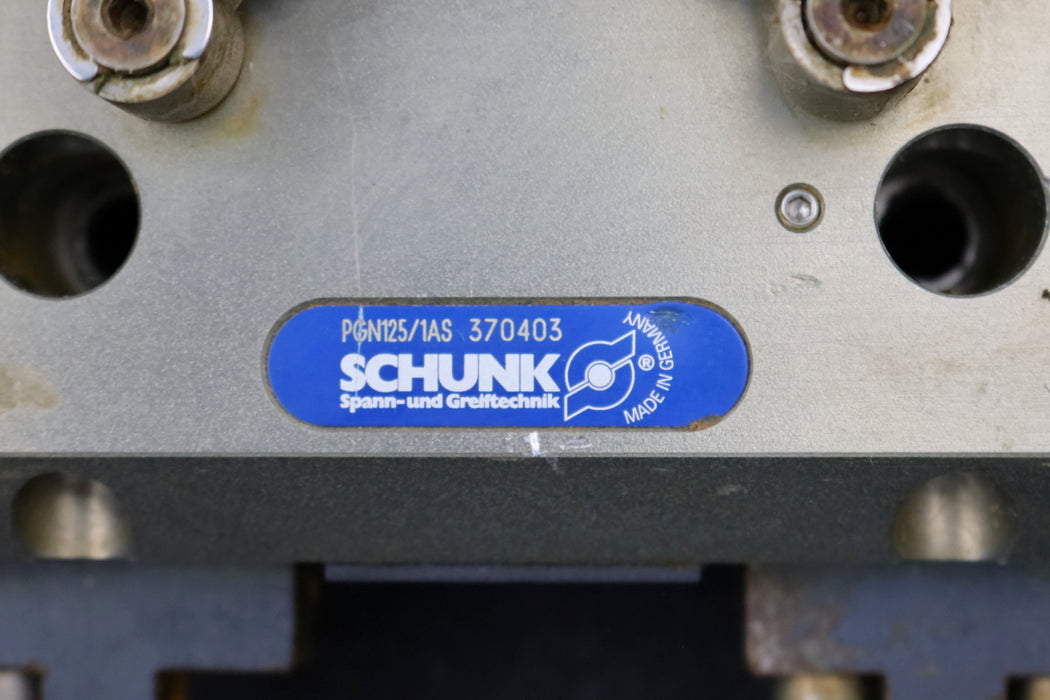 PGN125/1AS 370403
SCHUNK
Spann- und Greiftechnik
®
MADE IN GERMANY